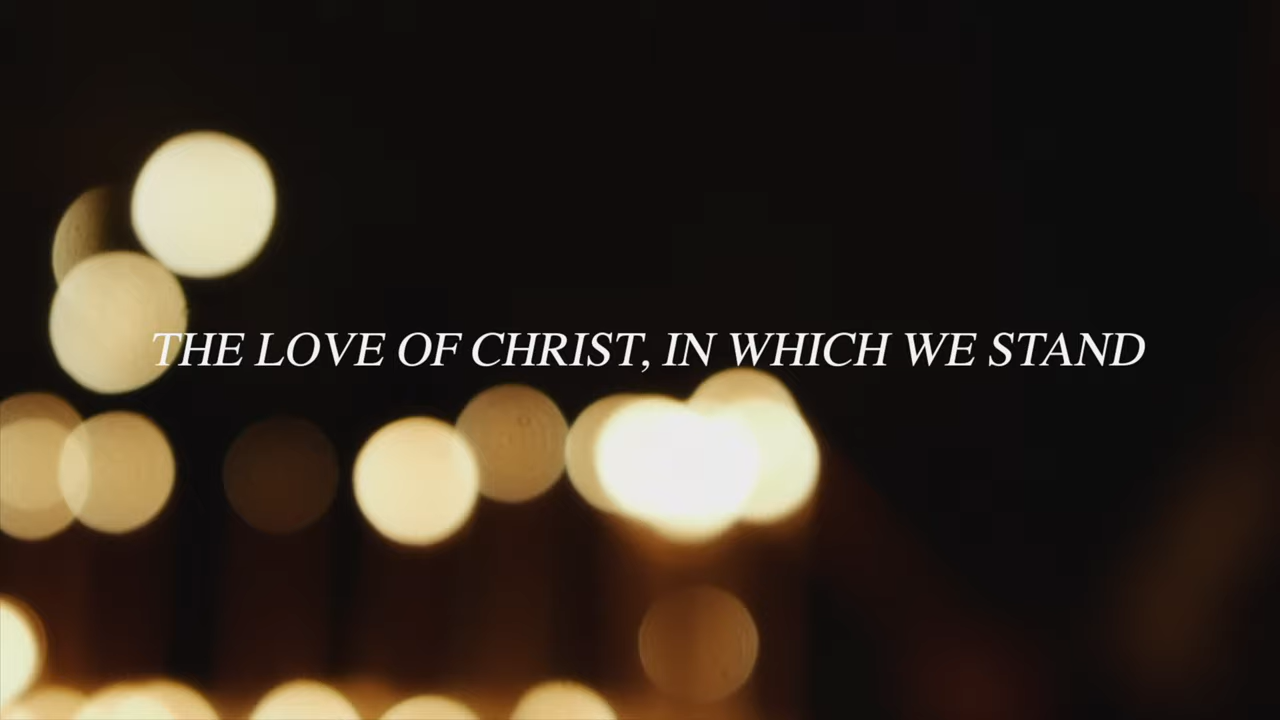 THE LOVE OF CHRIST, IN WHICH WE STAND